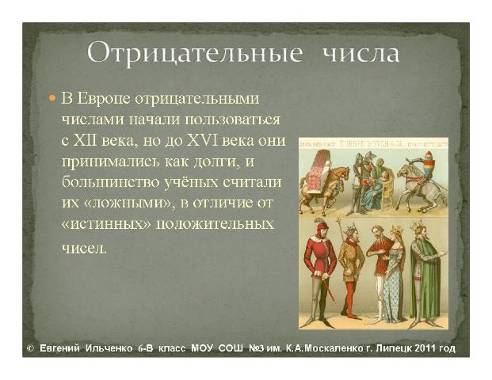 Отрицательные числа
• В Европе отрицательными
числами начали пользоваться
с XII века, но до XVI века они
принимались как долги, и
большинство учёных считали
их «ложными», в отличие от
«истинных» положительных
чисел.
© Евгений Ильченко 6-В класс МОУ СОШ №3 им. К.А.Москаленко г. Липецк 2011 год